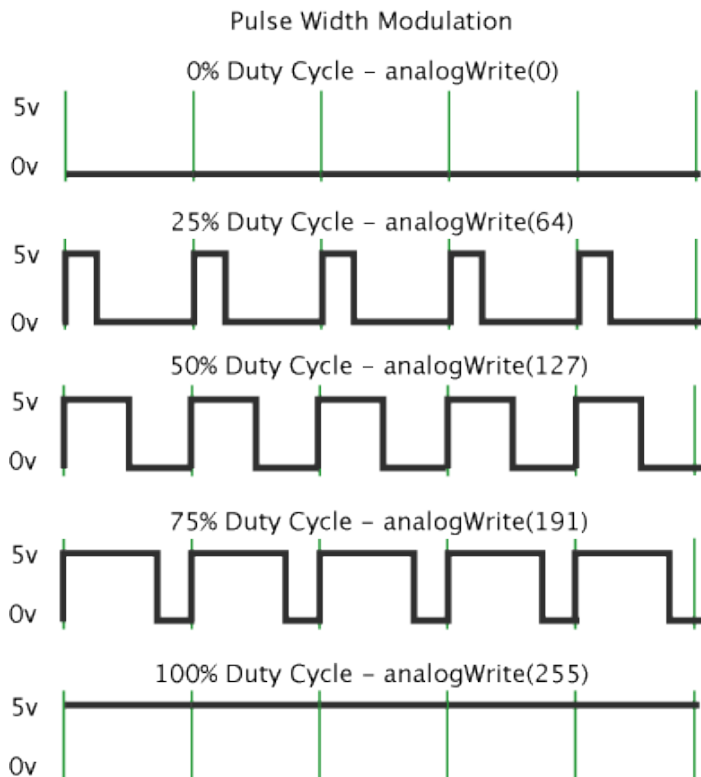 Pulse Width Modulation
0% Duty Cycle – analogWrite(0)
5v
0v
25% Duty Cycle – analogWrite(64)
5v
0v
50% Duty Cycle – analogWrite(127)
5v
0v
75% Duty Cycle – analogWrite(191)
5v
0v
100% Duty Cycle – analogWrite(255)
5v
0v